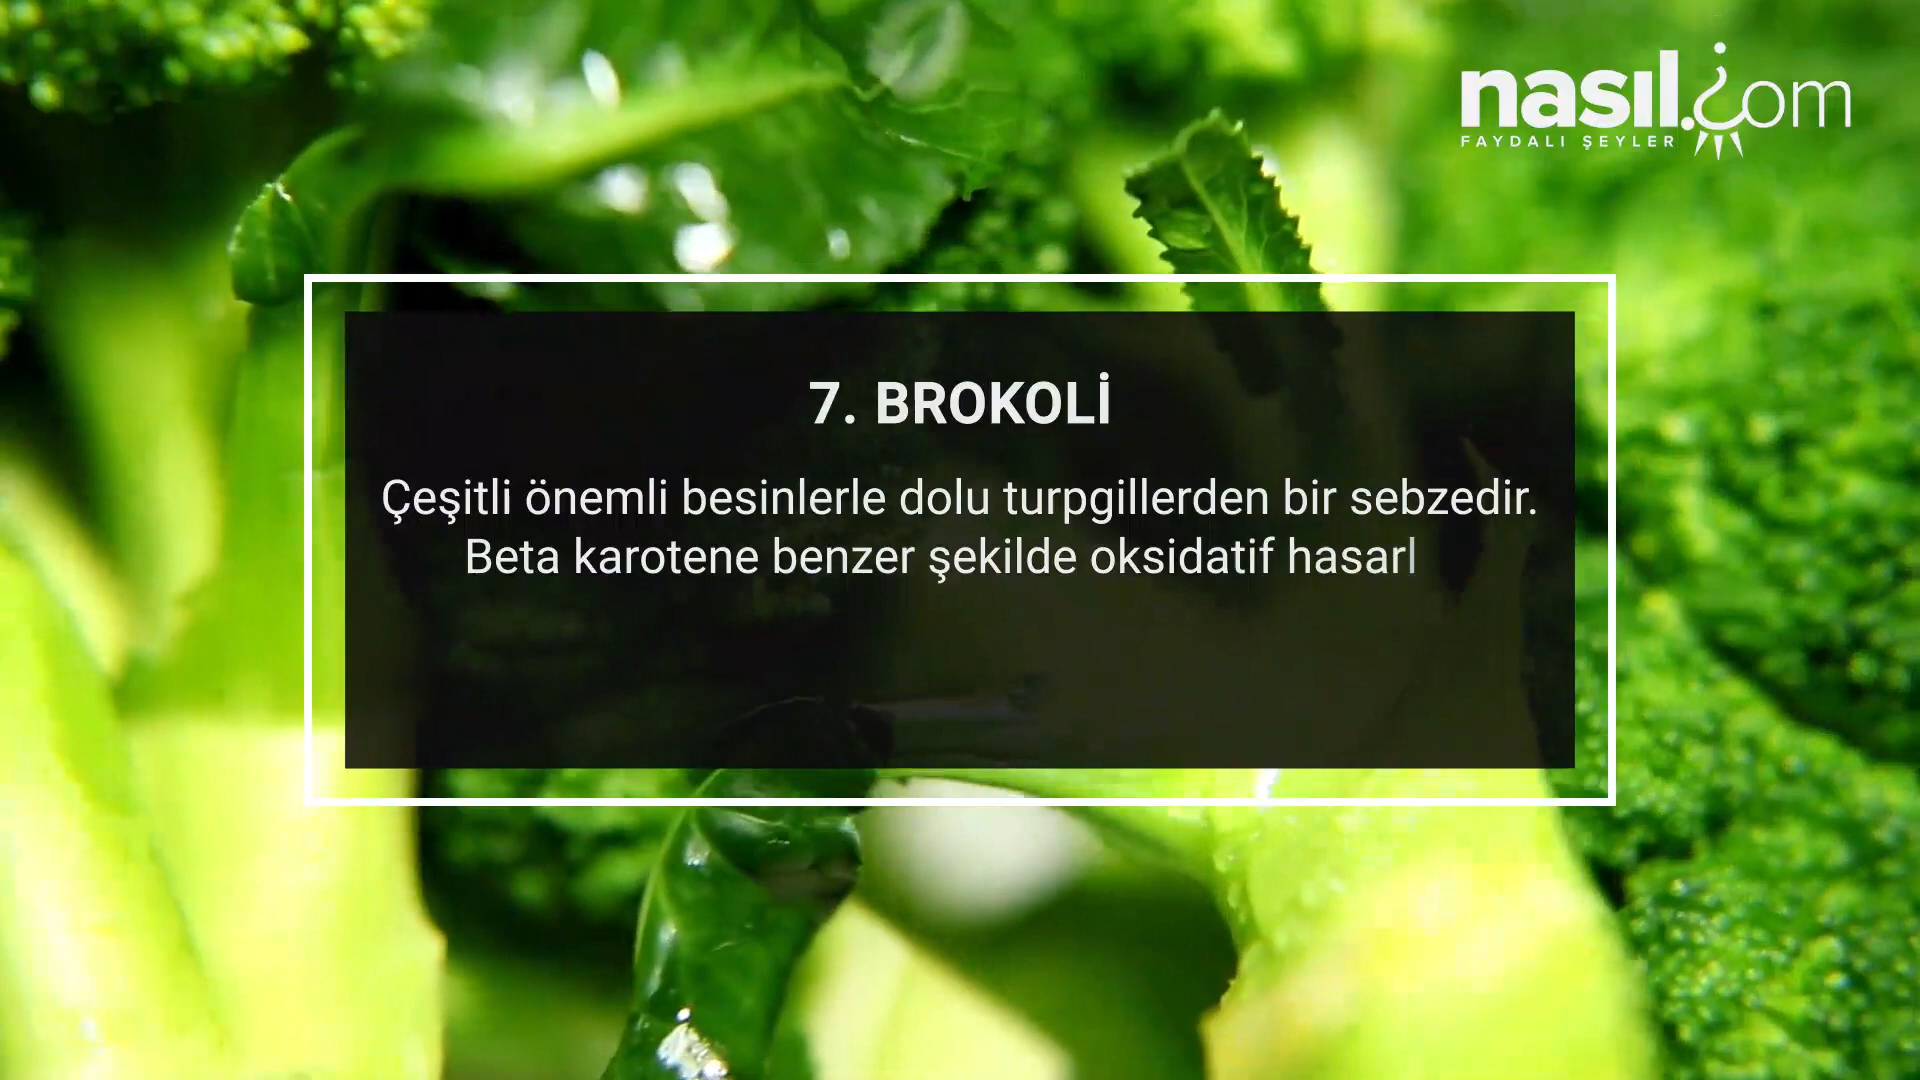 nasıl.com
FAYDALI ŞEYLER
7. BROKOLİ
Çeşitli önemli besinlerle dolu turpgillerden bir sebzedir.
Beta karotene benzer şekilde oksidatif hasarl